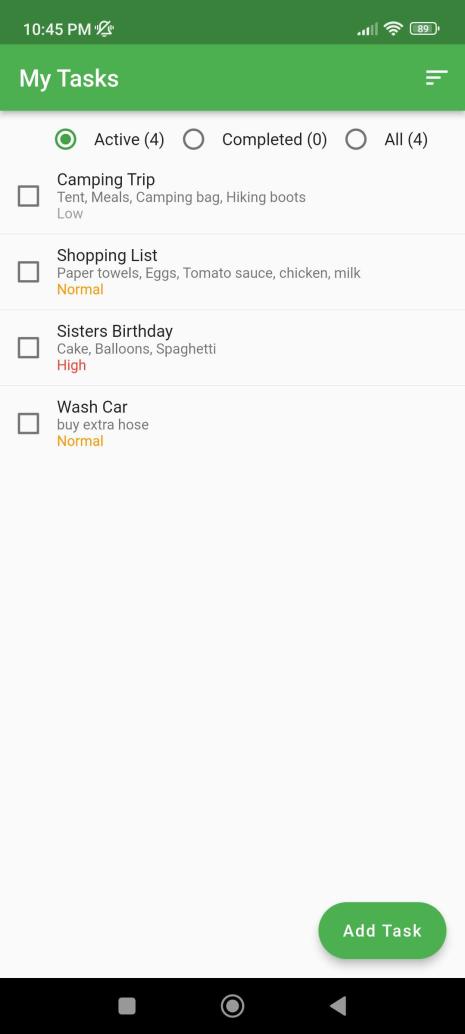 10:45 PM
89
My Tasks
Active (4) Completed (0) All (4)
Camping Trip
Tent, Meals, Camping bag, Hiking boots
Low
Shopping List
Paper towels, Eggs, Tomato sauce, chicken, milk
Normal
Sisters Birthday
Cake, Balloons, Spaghetti
High
Wash Car
buy extra hose
Normal
Add Task